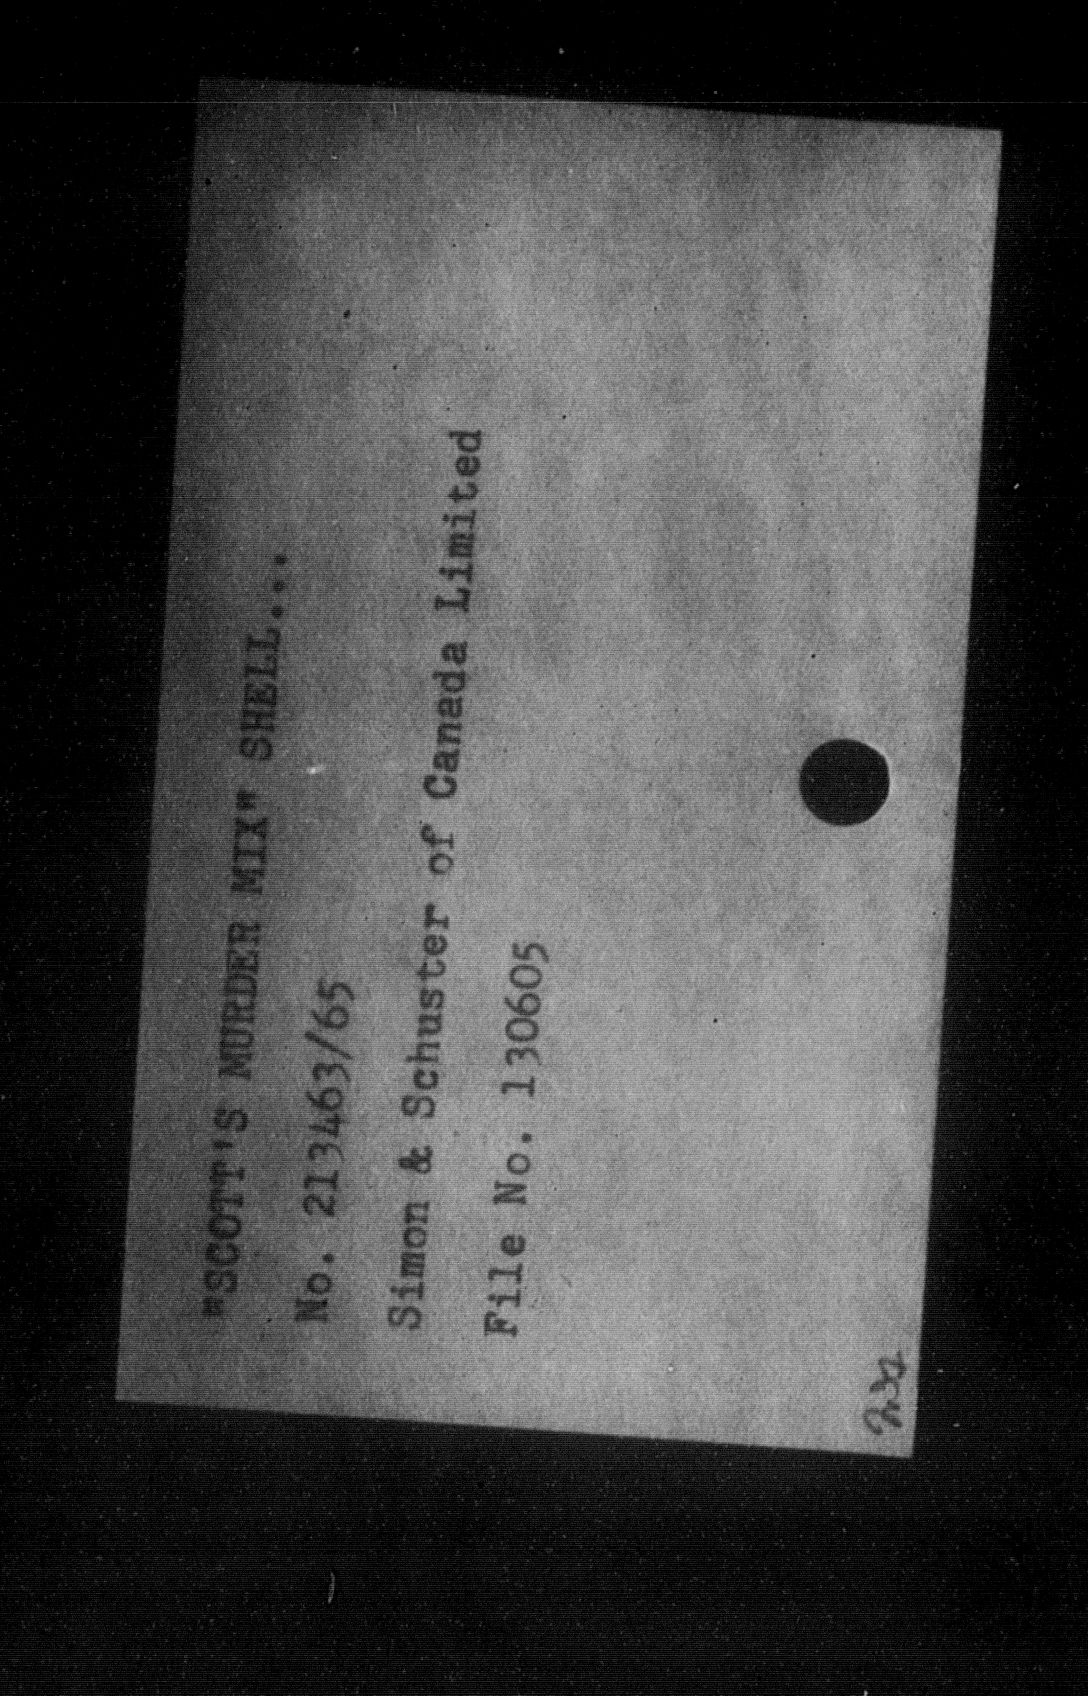 "SCOTT'S MURDER MIX" SHELL...
No. 213463/65
Simon & Schuster of Canada Limited
File No. 130605